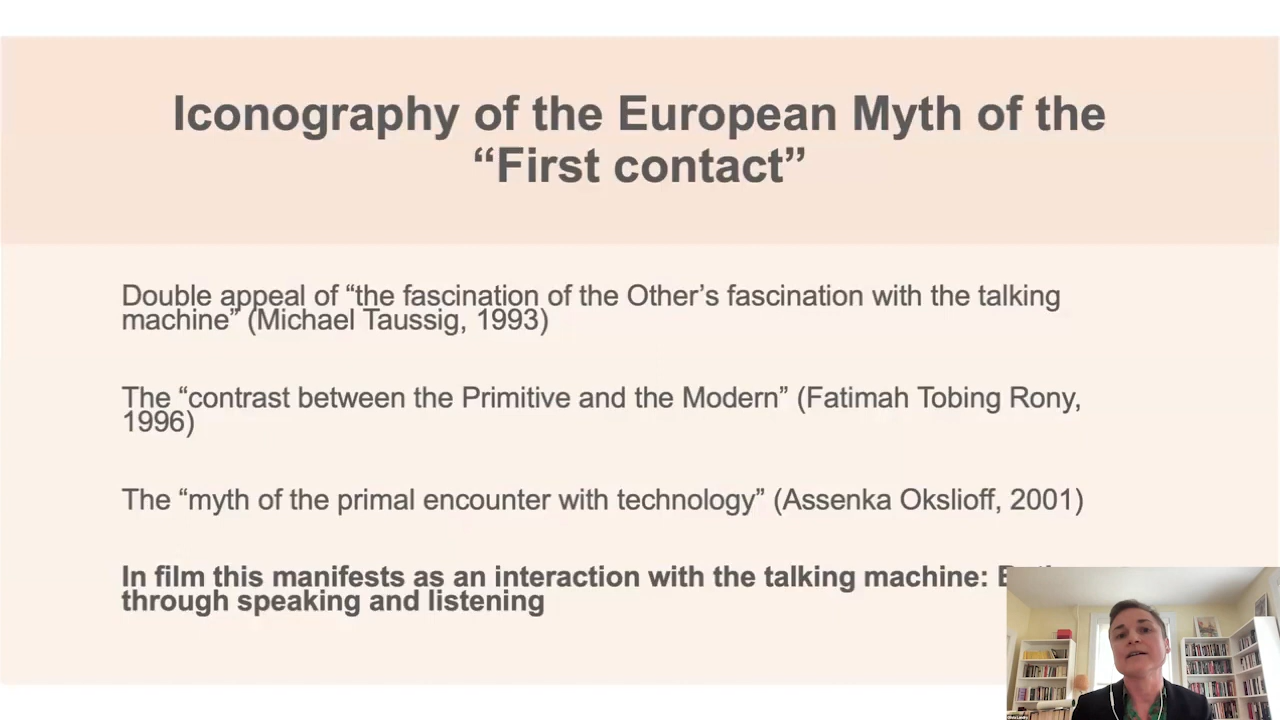 Iconography of the European Myth of the
“First contact”
Double appeal of “the fascination of the Other’s fascination with the talking
machine” (Michael Taussig, 1993)
The “contrast between the Primitive and the Modern” (Fatimah Tobing Rony,
1996)
The “myth of the primal encounter with technology” (Assenka Okslioff, 2001)
In film this manifests as an interaction with the talking machine:
through speaking and listening